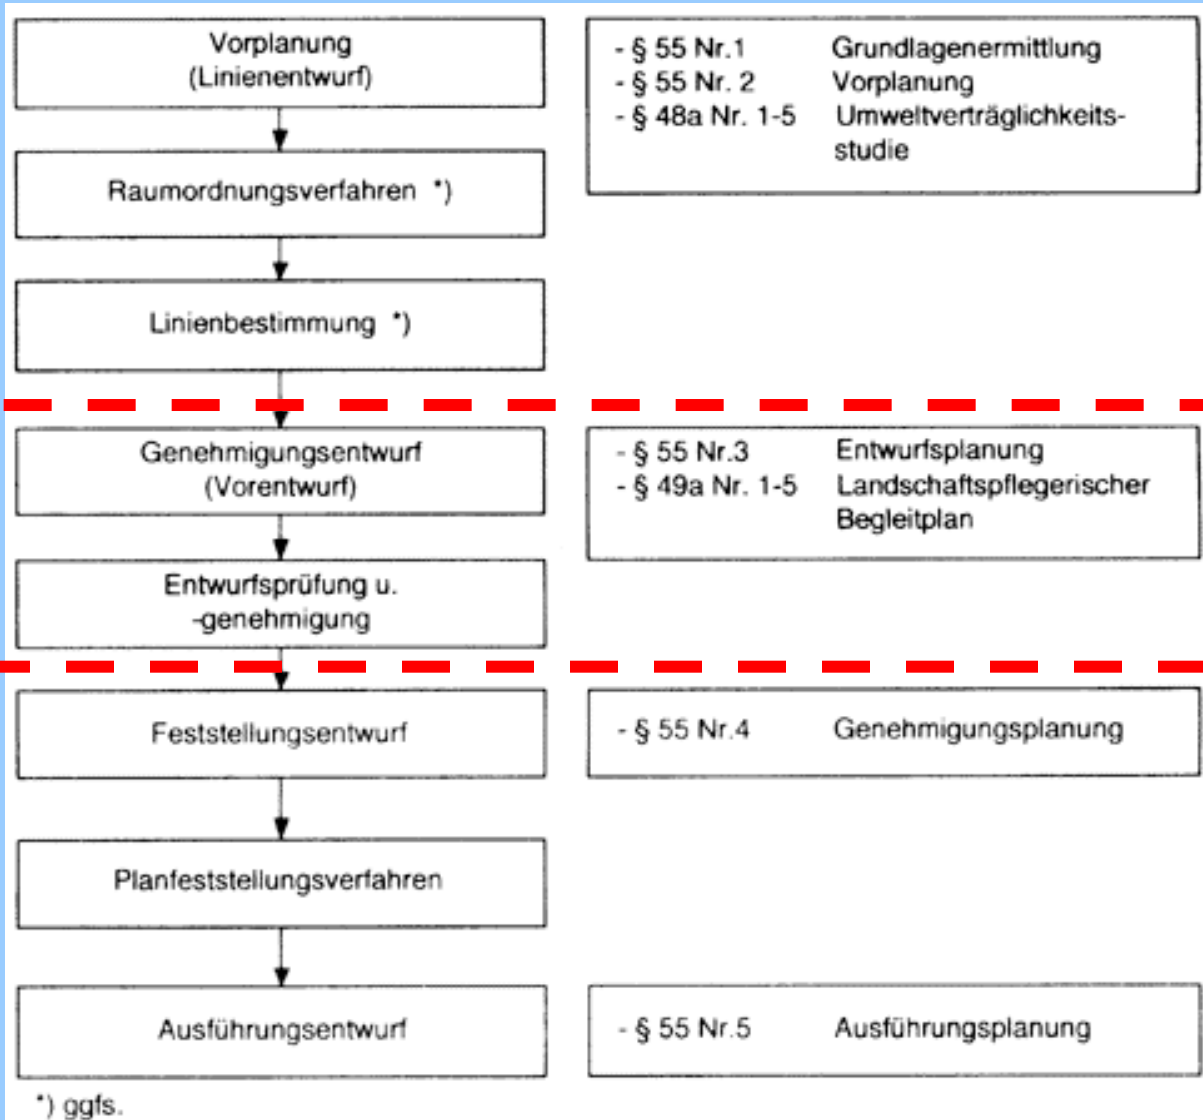 Vorplanung
(Linienentwurf)
- § 55 Nr.1 Grundlagenermittlung
- § 55 Nr. 2 Vorplanung
- § 48a Nr. 1-5 Umweltverträglichkeits-
studie
Raumordnungsverfahren *)
Linienbestimmung *)
Genehmigungsentwurf
(Vorentwurf)
- § 55 Nr.3 Entwurfsplanung
- § 49a Nr. 1-5 Landschaftspflegerischer
Begleitplan
Entwurfsprüfung u.
-genehmigung
Feststellungsentwurf
- § 55 Nr.4 Genehmigungsplanung
Planfeststellungsverfahren
Ausführungsentwurf
- § 55 Nr.5 Ausführungsplanung
*) ggfs.